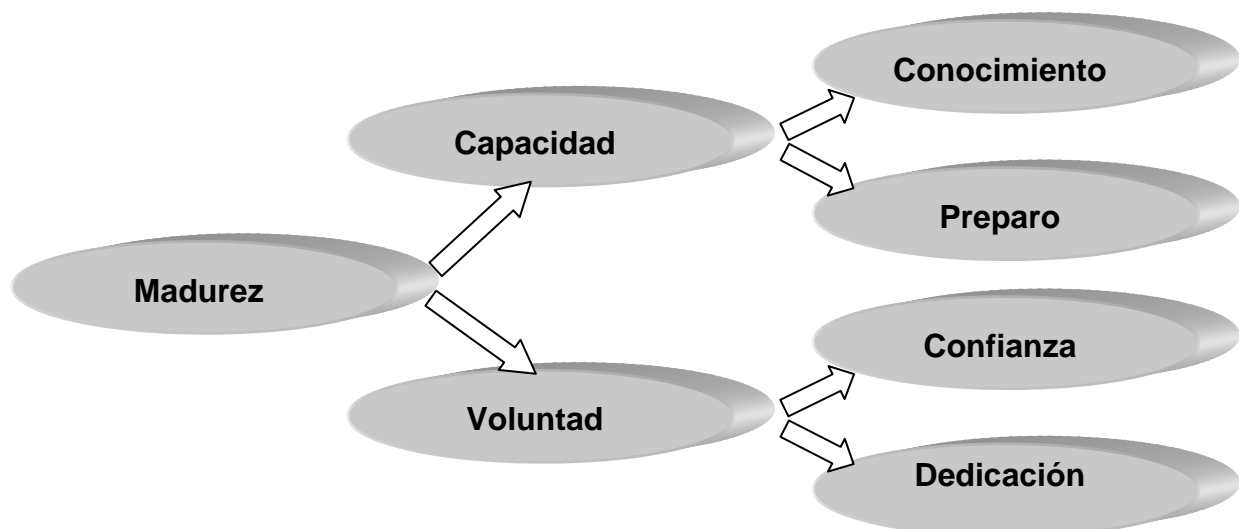 Conocimiento
Capacidad
Preparo
Madurez
Confianza
Voluntad
Dedicación